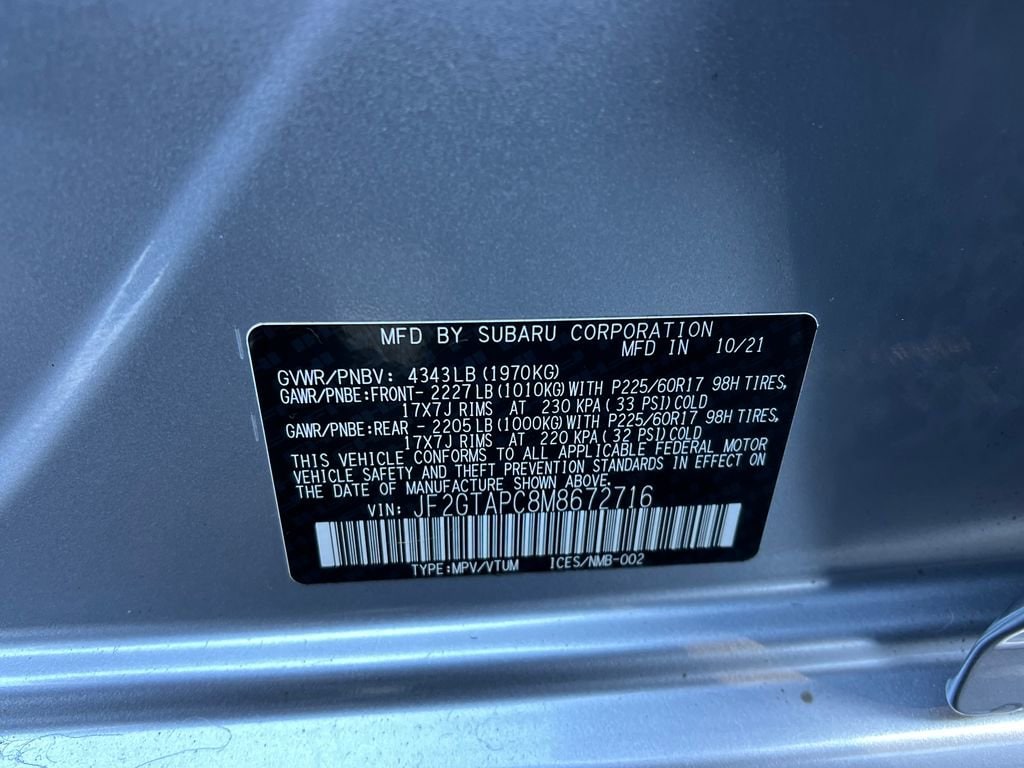 MFD BY SUBARU CORPORATION
MFD IN 10/21
GVWR/PNBV: 4343LB(1970KG)
GAWR/PNBE:FRONT- 2227LB(1010KG)WITH P225/60R17 98H TIRES,
17X7J RIMS AT 230 KPA( 33 PSI)COLD
GAWR/PNBE:REAR - 2205LB(1000KG)WITH P225/60R17 98H TIRES,
17X7J RIMS AT 220 KPA( 32 PSI)COLD
THIS VEHICLE CONFORMS TO ALL APPLICABLE FEDERAL MOTOR
VEHICLE SAFETY AND THEFT PREVENTION STANDARDS IN EFFECT ON
THE DATE OF MANUFACTURE SHOWN ABOVE.
VIN: JF2GTAPC8M8672716
TYPE:MPV/VTUM ICES/NMB-002